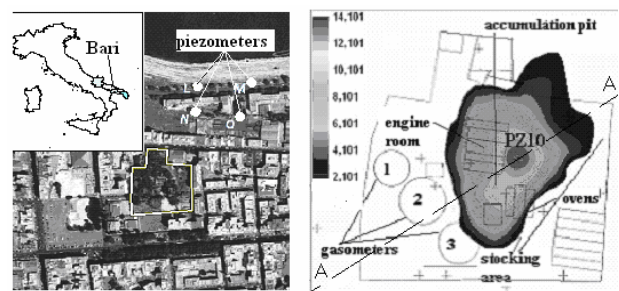 Bari
piezometers
L
M
N
O
14,101
12,101
10,101
8,101
6,101
4,101
2,101
accumulation pit
A
engine
room
PZ10
1
2
3
ovens
gasometers
stocking
area
A